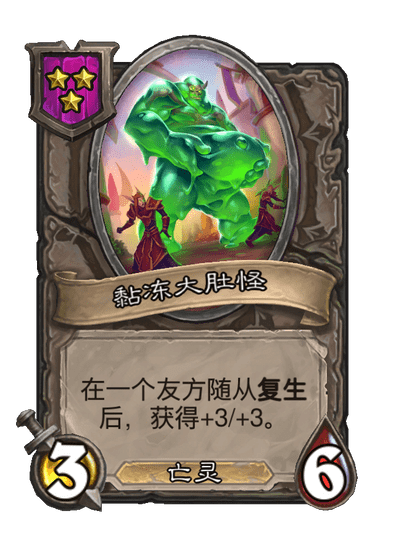 黏冻大肚怪
在一个友方随从复生
后，获得+3/+3。
3
亡灵
6